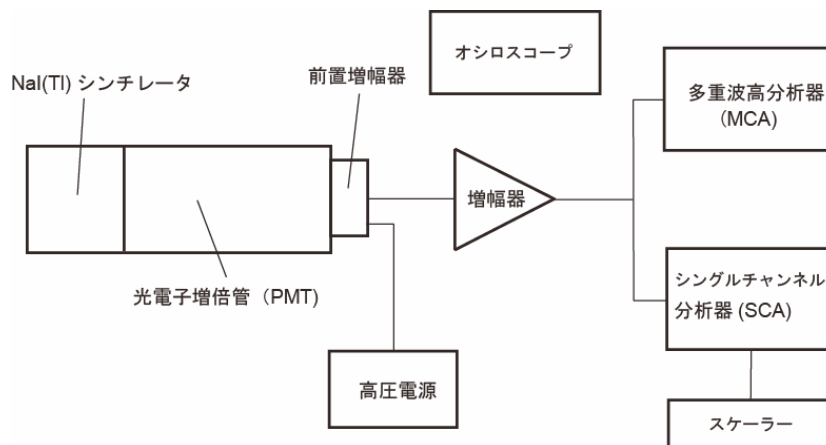 オシロスコープ
NaI(Tl) シンチレータ
前置増幅器
多重波高分析器
(MCA)
増幅器
光電子増倍管（PMT)
シングルチャンネル
分析器 (SCA)
高圧電源
スケーラー